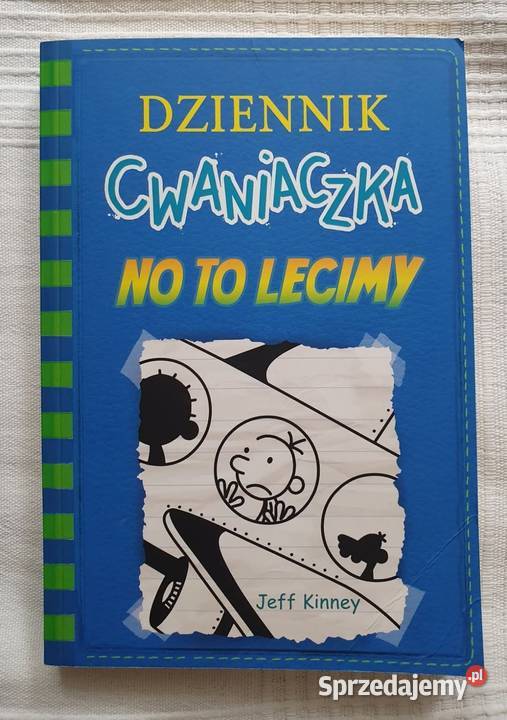 DZIENNIK
CWANIACZKA
NO TO LECIMY
Jeff Kinney
Sprzedajemy.pl